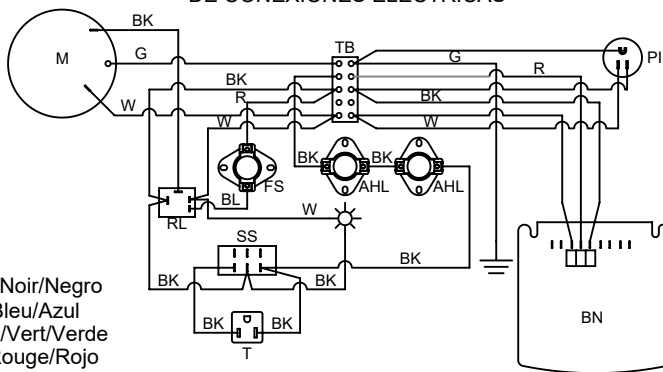 DE CONEXIONES ELÉCTRICAS
BK
TB
M
G
G
PI
R
BK
BK
R
W
W
W
BK
BK
FS
AHL
AHL
BL
RL
W
SS
BK
BK
BK
Noir/Negro
Bleu/Azul
/Vert/Verde
Rouge/Rojo
BK
BK
T
BN